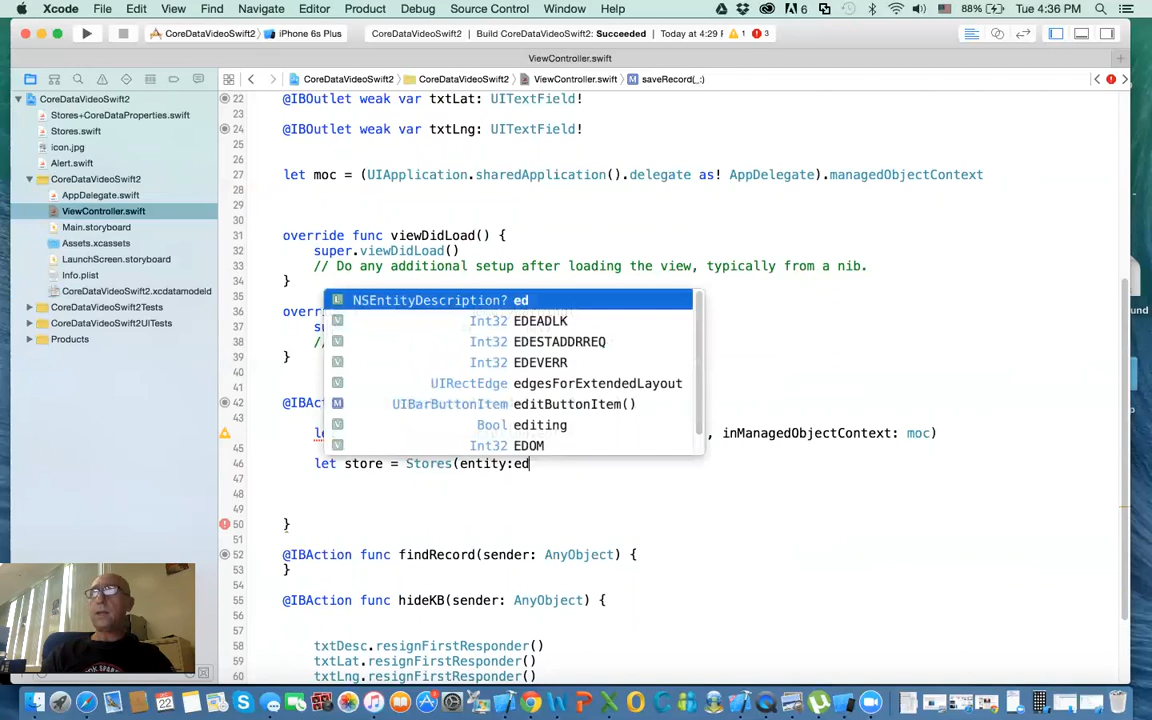 Xcode File Edit View Find Navigate Editor Product Debug Source Control Window Help 6 88% Tue 4:36 PM
CoreDataVideoSwift2 iPhone 6s Plus CoreDataVideoSwift2 Build CoreDataVideoSwift2: Succeeded Today at 4:29 1 3
ViewController.swift
CoreDataVideoSwift2 CoreDataVideoSwift2 ViewController.swift M saveRecord(_:)
CoreDataVideoSwift2
Stores+CoreDataProperties.swift
Stores.swift
icon.jpg
Alert.swift
CoreDataVideoSwift2
AppDelegate.swift
ViewController.swift
Main.storyboard
Assets.xcassets
LaunchScreen.storyboard
Info.plist
CoreDataVideoSwift2.xcdatamodeld
CoreDataVideoSwift2Tests
CoreDataVideoSwift2UITests
Products
22 @IBOutlet weak var txtLat: UITextField!
23
24 @IBOutlet weak var txtLng: UITextField!
25
26
27 let moc = (UIApplication.sharedApplication().delegate as! AppDelegate).managedObjectContext
28
29
30
31 override func viewDidLoad() {
32 super.viewDidLoad()
33 // Do any additional setup after loading the view, typically from a nib.
34 }
35
36 overri
37 su
38 //
39 }
40
41
42 @IBAc
43
le , inManagedObjectContext: moc)
45
46 let store = Stores(entity:ed
47
48
49
50 }
51
52 @IBAction func findRecord(sender: AnyObject) {
53 }
54
55 @IBAction func hideKB(sender: AnyObject) {
56
57
58 txtDesc.resignFirstResponder()
59 txtLat.resignFirstResponder()
60 txtLng.resignFirstResponder()
L NSEntityDescription? ed
V Int32 EDEADLK
V Int32 EDESTADDRREQ
V Int32 EDEVERR
V UIRectEdge edgesForExtendedLayout
M UIBarButtonItem editButtonItem()
V Bool editing
V Int32 EDOM
und